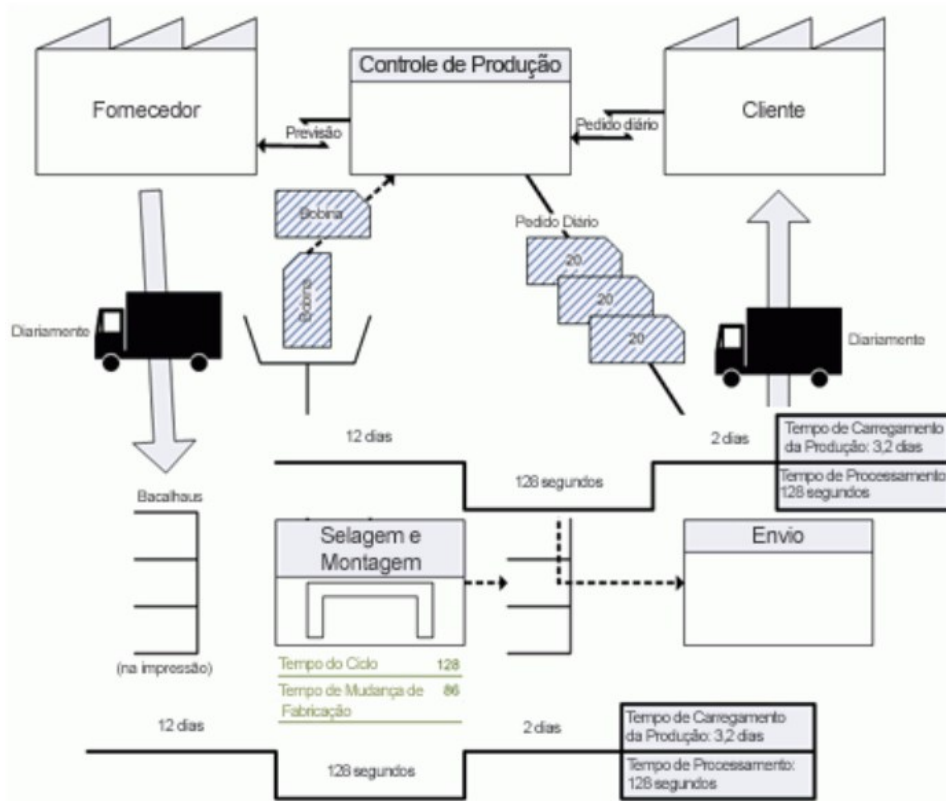 Controle de Produção
Fornecedor
Cliente
Previsão
Pedido diário
Bobina
Bobina
Pedido Diário
20
20
20
Diariamente
Diariamente
12 dias
2 dias
Tempo de Carregamento
da Produção: 3,2 dias
128 segundos
Tempo de Processamento:
128 segundos
Bacalhaus
Selagem e
Montagem
Envio
(na impressão)
Tempo do Ciclo 128
Tempo de Mudança de 86
Fabricação
12 dias
2 dias
Tempo de Carregamento
da Produção: 3,2 dias
128 segundos
Tempo de Processamento:
128 segundos